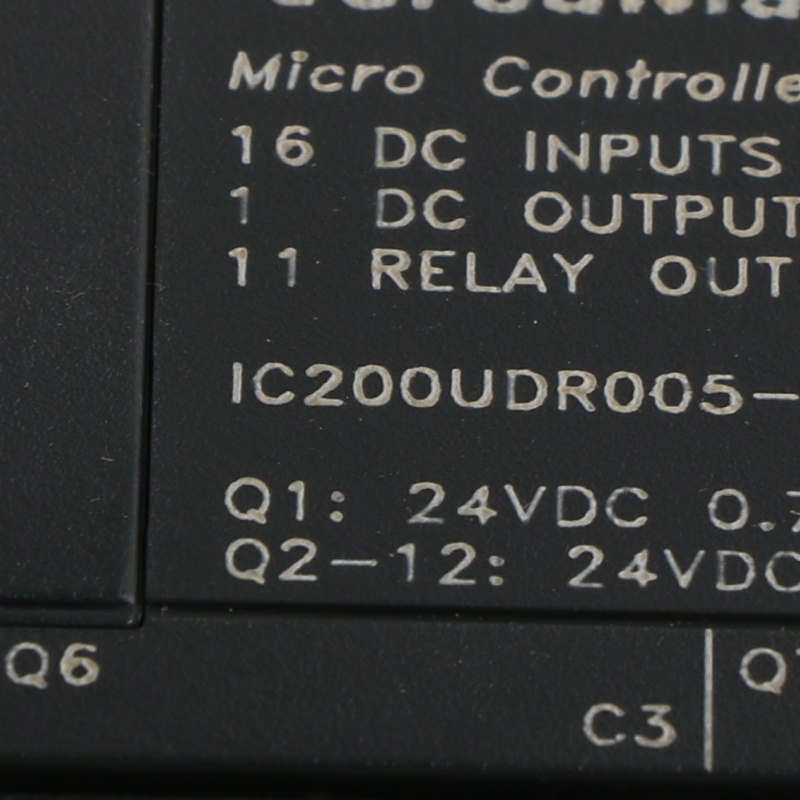 Micro Controlle
16 DC INPUTS
1 DC OUTPUT
11 RELAY OUT
IC200UDR005-
Q1: 24VDC 0.7
Q2-12: 24VDC
Q6
C3
Q